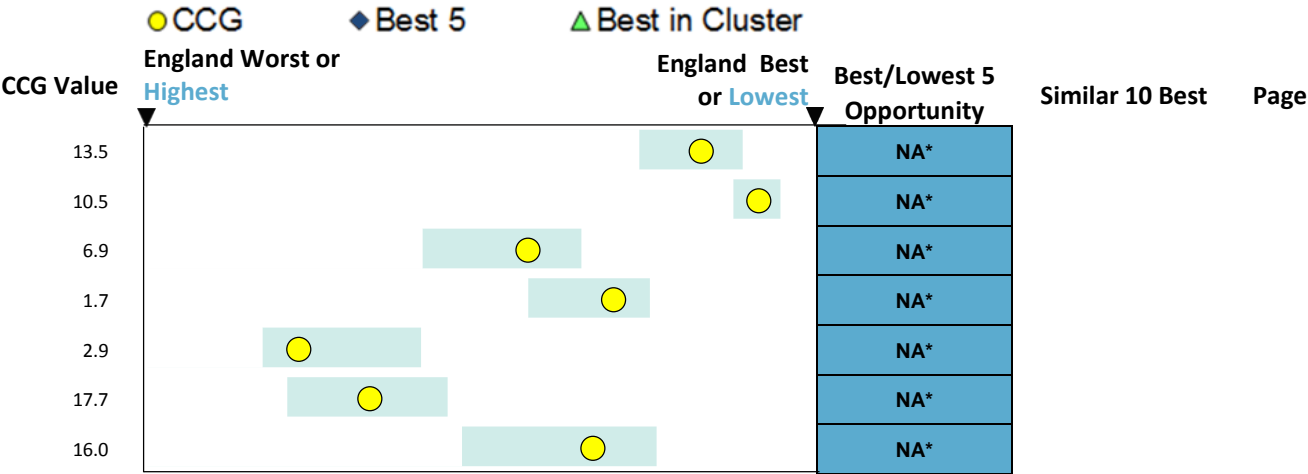 CCG Best 5 Best in Cluster
CCG Value
England Worst or
Highest
England Best
or Lowest
Best/Lowest 5
Opportunity
Similar 10 Best
Page
13.5 NA*
10.5 NA*
6.9 NA*
1.7 NA*
2.9 NA*
17.7 NA*
16.0 NA*